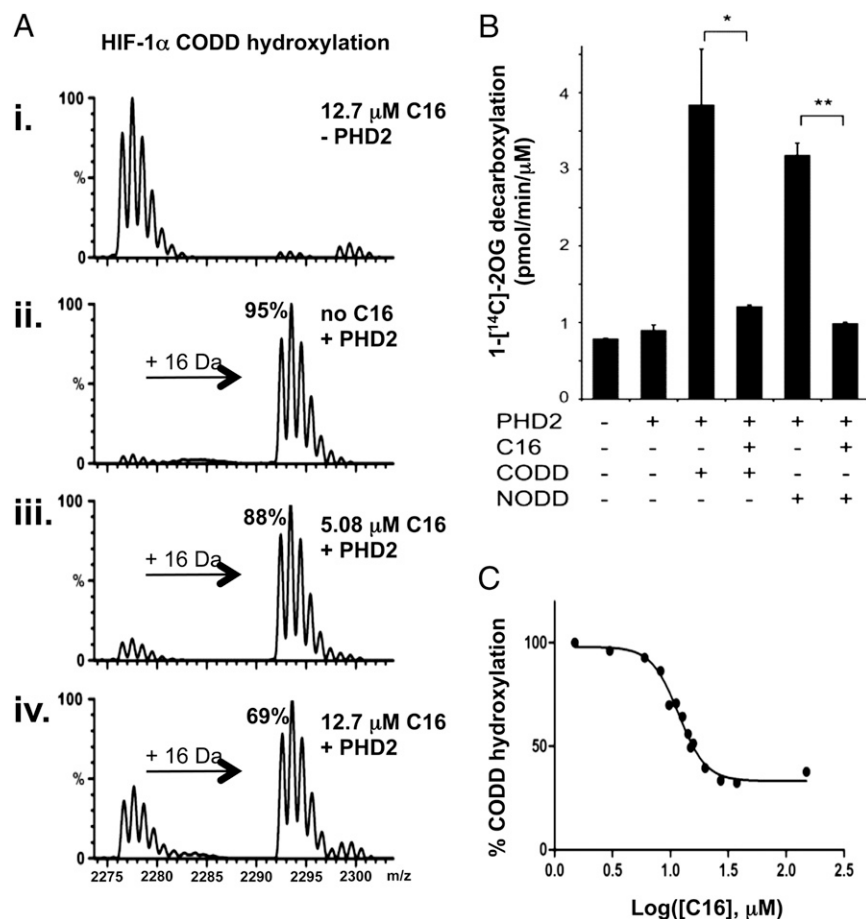 A
HIF-1α CODD hydroxylation
i.
100
%
0
12.7 μM C16
- PHD2
ii.
100
%
0
95%
+ 16 Da
no C16
+ PHD2
iii.
100
%
0
88%
+ 16 Da
5.08 μM C16
+ PHD2
iv.
100
%
0
69%
+ 16 Da
12.7 μM C16
+ PHD2
2275 2280 2285 2290 2295 2300 m/z
B
1-[¹⁴C]-2OG decarboxylation
(pmol/min/μM)
4
3
2
1
0
*
**
PHD2 - + + + + +
C16 - - - + - +
CODD - - + + - -
NODD - - - - + +
C
% CODD hydroxylation
100
50
0
0.0 0.5 1.0 1.5 2.0 2.5
Log([C16], μM)